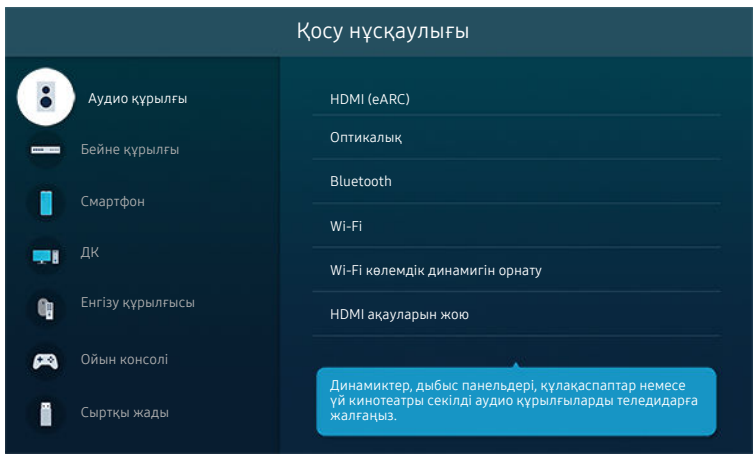 Қосу нұсқаулығы
Аудио құрылғы
Бейне құрылғы
Смартфон
ДК
Енгізу құрылғысы
Ойын консолі
Сыртқы жады
HDMI (eARC)
Оптикалық
Bluetooth
Wi-Fi
Wi-Fi көлемдік динамигін орнату
HDMI ақауларын жою
Динамиктер, дыбыс панельдері, құлақаспаптар немесе
үй кинотеатры секілді аудио құрылғыларды теледидарға
жалғаңыз.